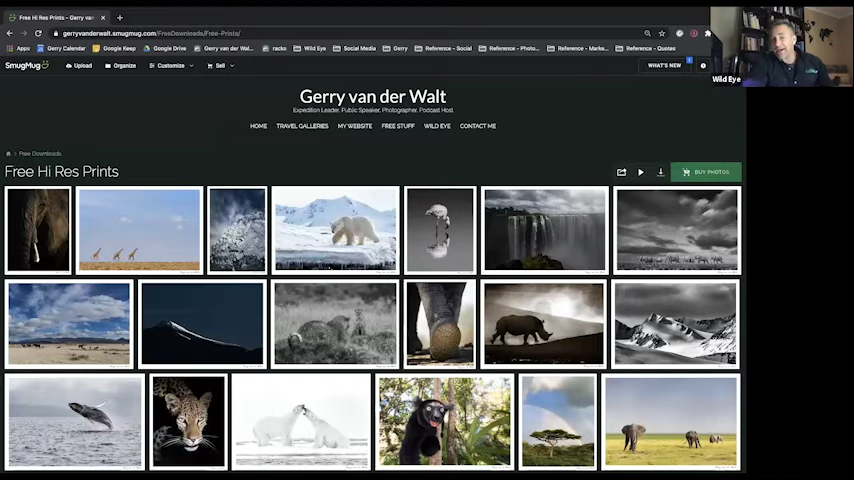 Free Hi Res Prints – Gerry van
gerryvanderwalt.smugmug.com/FreeDownloads/Free-Prints/
Apps Gerry Calendar Google Keep Google Drive Gerry van der Wal... racks Wild Eye Social Media Gerry Reference - Social Reference - Photo... Reference - Marke... Reference - Quotes
SmugMug Upload Organize Customize Sell WHAT'S NEW
Wild Eye
Gerry van der Walt
Expedition Leader. Public Speaker. Photographer. Podcast Host.
HOME TRAVEL GALLERIES MY WEBSITE FREE STUFF WILD EYE CONTACT ME
Free Downloads
Free Hi Res Prints
BUY PHOTOS